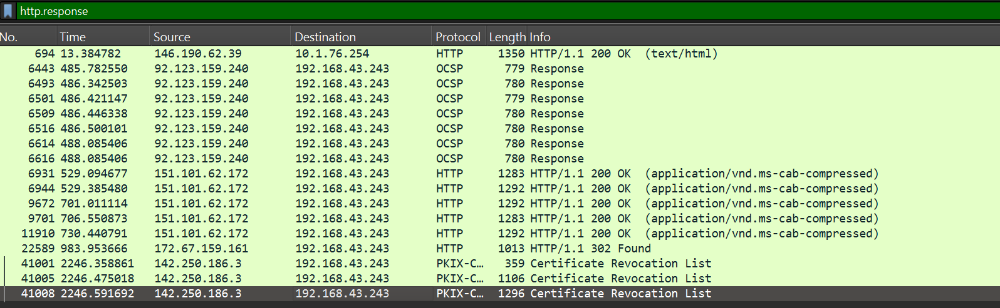 http.response
No. Time Source Destination Protocol Length Info
694 13.384782 146.190.62.39 10.1.76.254 HTTP 1350 HTTP/1.1 200 OK (text/html)
6443 485.782550 92.123.159.240 192.168.43.243 OCSP 779 Response
6493 486.342503 92.123.159.240 192.168.43.243 OCSP 780 Response
6501 486.421147 92.123.159.240 192.168.43.243 OCSP 779 Response
6509 486.446338 92.123.159.240 192.168.43.243 OCSP 780 Response
6516 486.500101 92.123.159.240 192.168.43.243 OCSP 780 Response
6614 488.085406 92.123.159.240 192.168.43.243 OCSP 780 Response
6616 488.085406 92.123.159.240 192.168.43.243 OCSP 780 Response
6931 529.094677 151.101.62.172 192.168.43.243 HTTP 1283 HTTP/1.1 200 OK (application/vnd.ms-cab-compressed)
6944 529.385480 151.101.62.172 192.168.43.243 HTTP 1292 HTTP/1.1 200 OK (application/vnd.ms-cab-compressed)
9672 701.011114 151.101.62.172 192.168.43.243 HTTP 1292 HTTP/1.1 200 OK (application/vnd.ms-cab-compressed)
9701 706.550873 151.101.62.172 192.168.43.243 HTTP 1283 HTTP/1.1 200 OK (application/vnd.ms-cab-compressed)
11910 730.440791 151.101.62.172 192.168.43.243 HTTP 1292 HTTP/1.1 200 OK (application/vnd.ms-cab-compressed)
22589 983.953666 172.67.159.161 192.168.43.243 HTTP 1013 HTTP/1.1 302 Found
41001 2246.358861 142.250.186.3 192.168.43.243 PKIX-C... 359 Certificate Revocation List
41005 2246.475018 142.250.186.3 192.168.43.243 PKIX-C... 1106 Certificate Revocation List
41008 2246.591692 142.250.186.3 192.168.43.243 PKIX-C... 1296 Certificate Revocation List